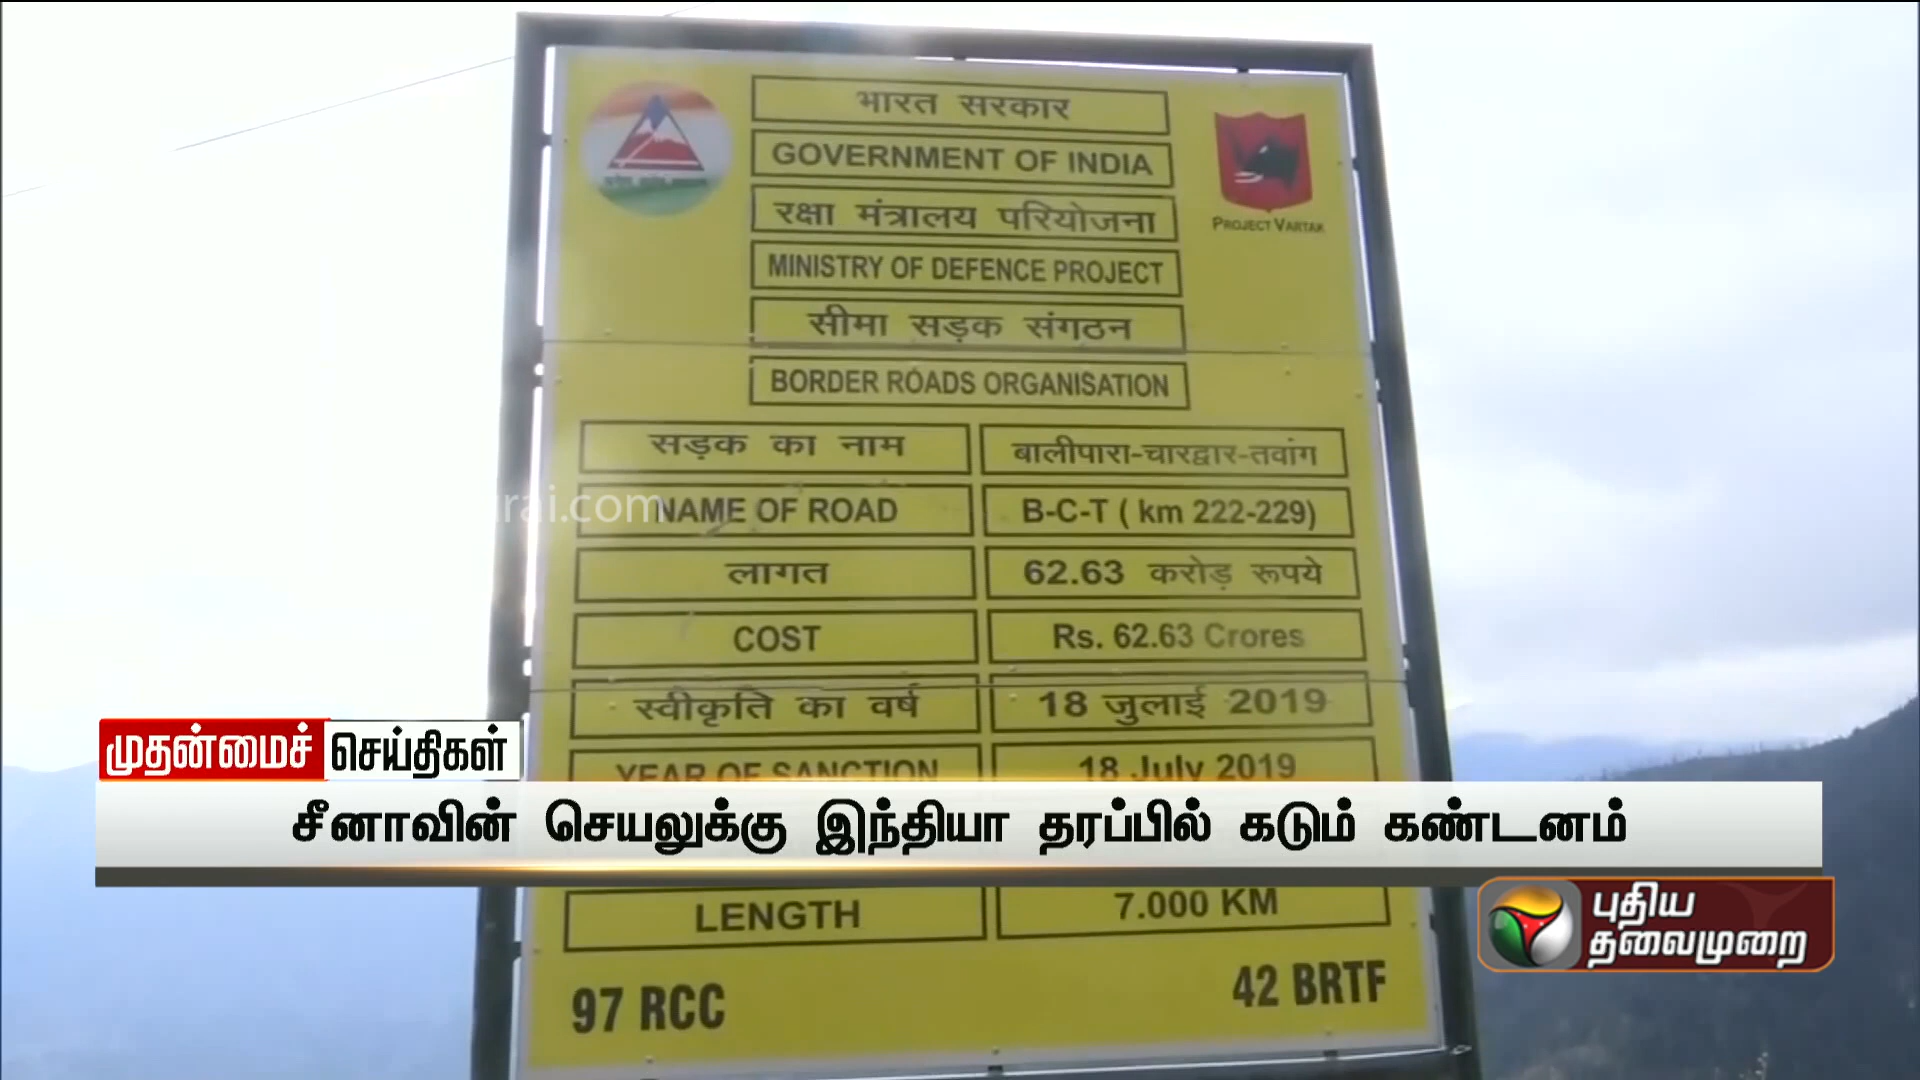 भारत सरकार
GOVERNMENT OF INDIA
रक्षा मंत्रालय परियोजना
MINISTRY OF DEFENCE PROJECT
सीमा सड़क संगठन
BORDER ROADS ORGANISATION
PROJECT VARTAK
सड़क का नाम बालीपारा-चारद्वार-तवांग
NAME OF ROAD B-C-T ( km 222-229)
लागत 62.63 करोड़ रूपये
COST Rs. 62.63 Crores
स्वीकृति का वर्ष 18 जुलाई 2019
YEAR OF SANCTION 18 July 2019
முதன்மைச் செய்திகள்
சீனாவின் செயலுக்கு இந்தியா தரப்பில் கடும் கண்டனம்
LENGTH 7.000 KM
புதிய
தலைமுறை
97 RCC 42 BRTF